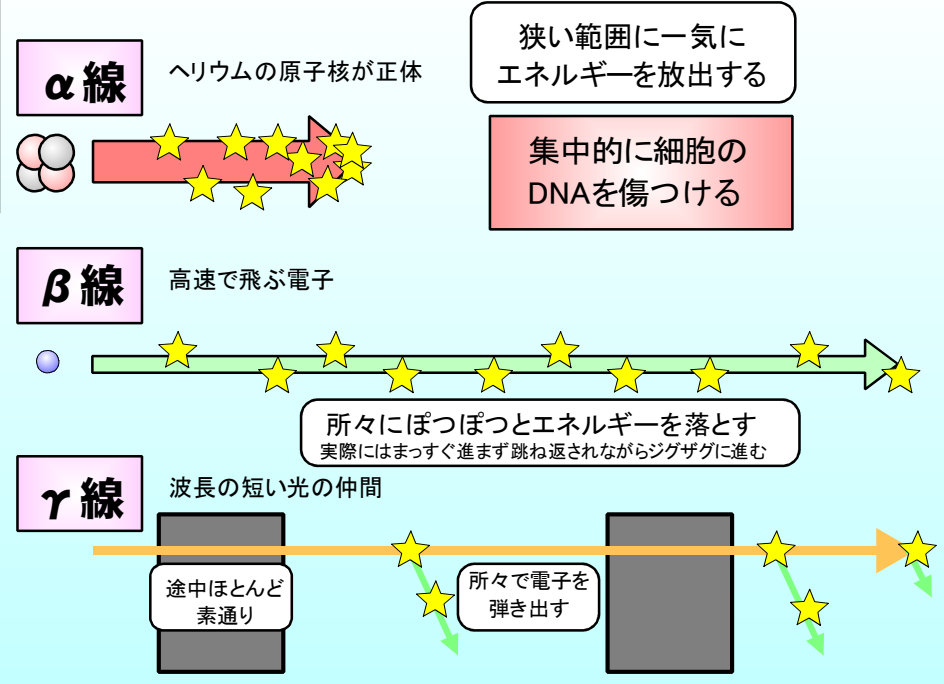 α線
ヘリウムの原子核が正体
狭い範囲に一気に
エネルギーを放出する
集中的に細胞の
DNAを傷つける
β線
高速で飛ぶ電子
所々にぽつぽつとエネルギーを落とす
実際にはまっすぐ進まず跳ね返されながらジグザグに進む
γ線
波長の短い光の仲間
途中ほとんど
素通り
所々で電子を
弾き出す